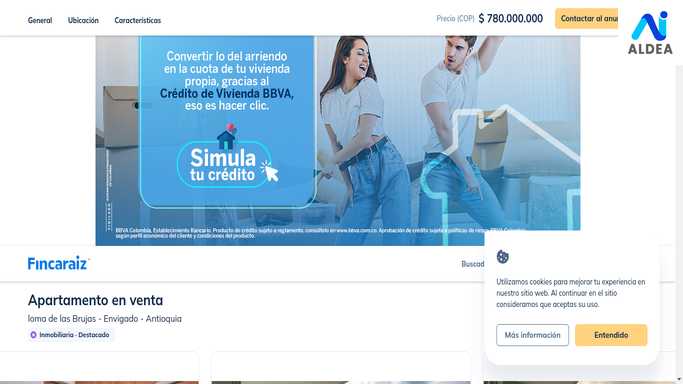 General Ubicación Características Precio (COP) $ 780.000.000 Contactar al anun
ALDEA
Convertir lo del arriendo
en la cuota de tu vivienda
propia, gracias al
Crédito de Vivienda BBVA,
eso es hacer clic.
Simula
tu crédito
BBVA Colombia, Establecimiento Bancario. Producto de crédito sujeto a reglamento, consúltelo en www.bbva.com.co. Aprobación de crédito sujeta a políticas de riesgo BBVA Colombia,
según perfil económico del cliente y condiciones del producto.
Fincaraiz
Buscad
Apartamento en venta
loma de las Brujas - Envigado - Antioquia
Inmobiliaria - Destacado
Utilizamos cookies para mejorar tu experiencia en
nuestro sitio web. Al continuar en el sitio
consideramos que aceptas su uso.
Más información Entendido